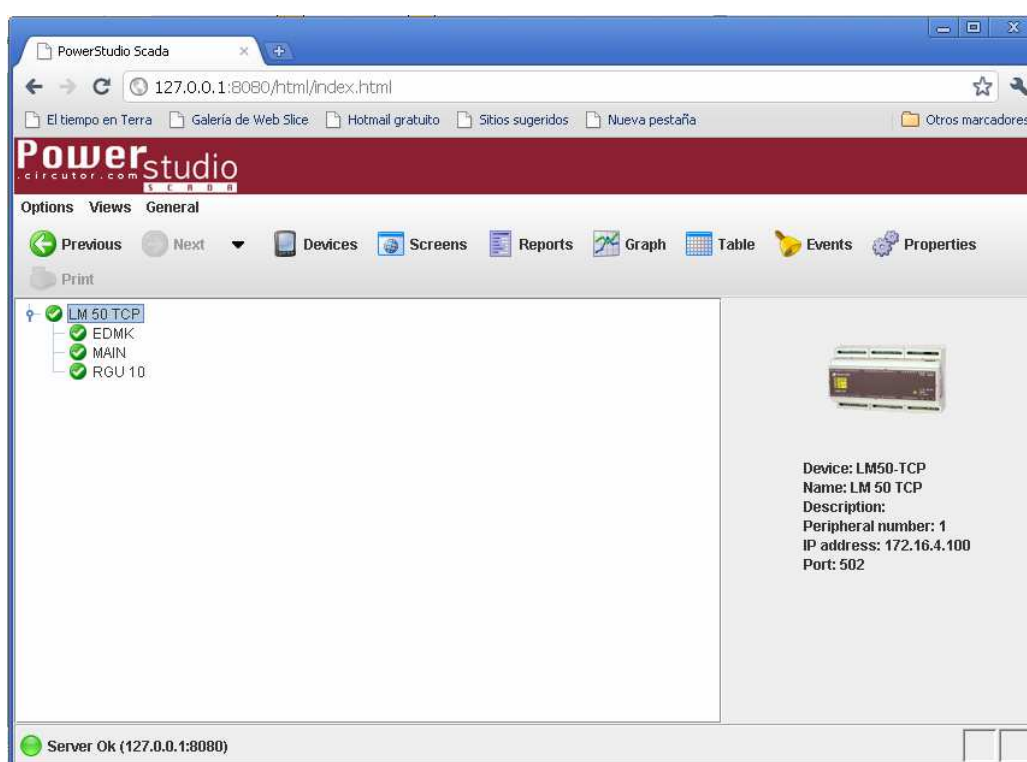 PowerStudio Scada
127.0.0.1:8080/html/index.html
El tiempo en Terra Galería de Web Slice Hotmail gratuito Sitios sugeridos Nueva pestaña Otros marcadores
Power studio
.circutor.com
SCADA
Options Views General
Previous Next Devices Screens Reports Graph Table Events Properties
Print
LM 50 TCP
EDMK
MAIN
RGU 10
Device: LM50-TCP
Name: LM 50 TCP
Description:
Peripheral number: 1
IP address: 172.16.4.100
Port: 502
Server Ok (127.0.0.1:8080)